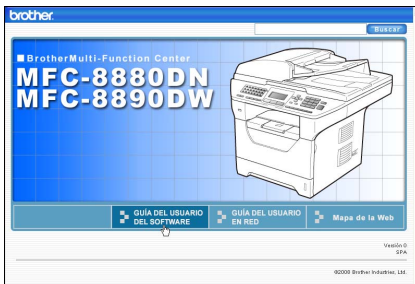 brother
Buscar
BrotherMulti-Function Center
MFC-8880DN
MFC-8890DW
GUÍA DEL USUARIO
DEL SOFTWARE
GUÍA DEL USUARIO
EN RED
Mapa de la Web
Versión 0
SPA
©2009 Brother Industries, Ltd.